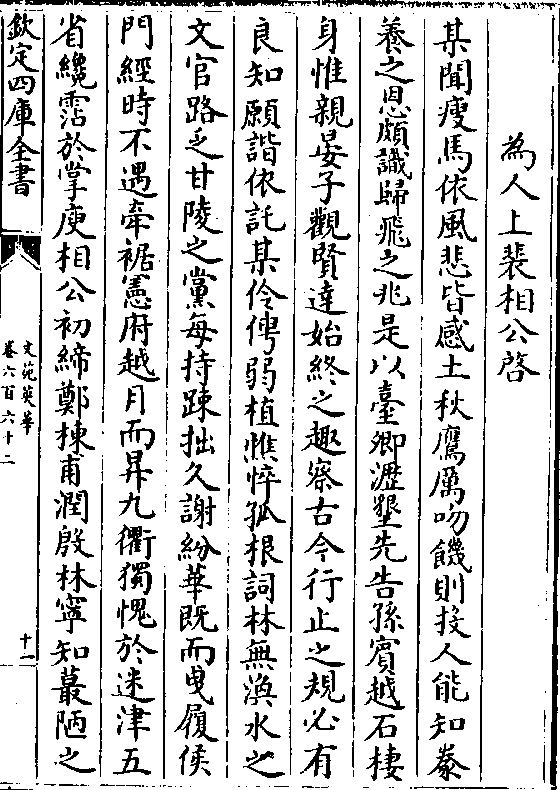 為人上裴相公啓
某聞瘦馬依風悲皆感土秋鷹厲吻饑則投人能知豢
養之恩頗識歸飛之兆是以臺卿瀝懇先告孫賓越石棲
身惟親晏子觀賢達始終之趣察古今行止之規必有
良知願諧依託某伶俜弱植憔悴孤根詞林無渙水之
文官路乏甘陵之黨每持踈拙久謝紛華既而曵履侯
門經時不遇牽裾憲府越月而昇九衢獨愧於迷津五
省纔霑於掌庾相公初締鄭棟甫潤殷林寧知蕞陋之
欽定四庫全書
文苑英華
卷六百六十二
十一